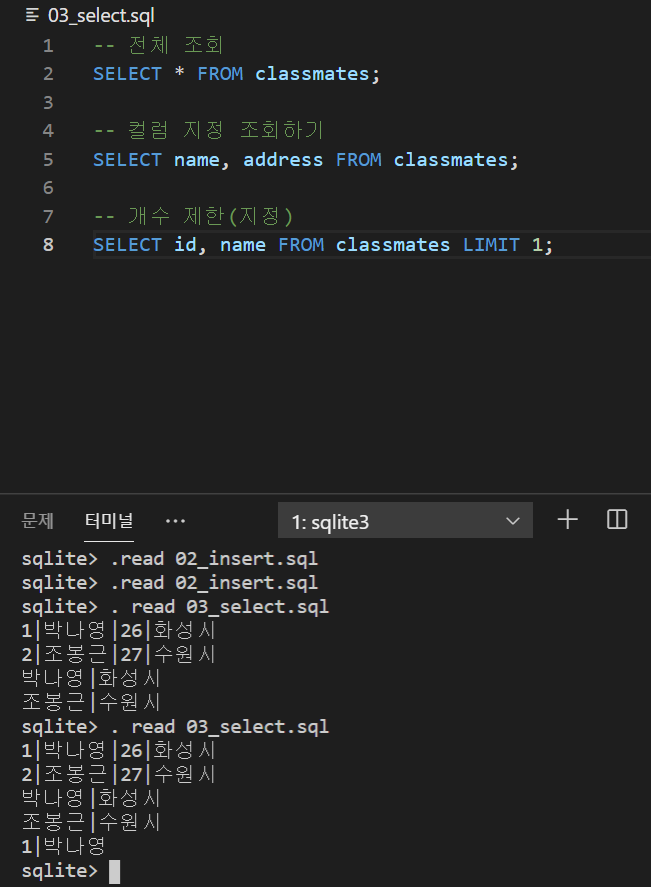 03_select.sql
1 -- 전체 조회
2 SELECT * FROM classmates;
3
4 -- 컬럼 지정 조회하기
5 SELECT name, address FROM classmates;
6
7 -- 개수 제한(지정)
8 SELECT id, name FROM classmates LIMIT 1;
문제 터미널 ··· 1: sqlite3
sqlite> .read 02_insert.sql
sqlite> .read 02_insert.sql
sqlite> . read 03_select.sql
1|박나영|26|화성시
2|조봉근|27|수원시
박나영|화성시
조봉근|수원시
sqlite> . read 03_select.sql
1|박나영|26|화성시
2|조봉근|27|수원시
박나영|화성시
조봉근|수원시
1|박나영
sqlite>